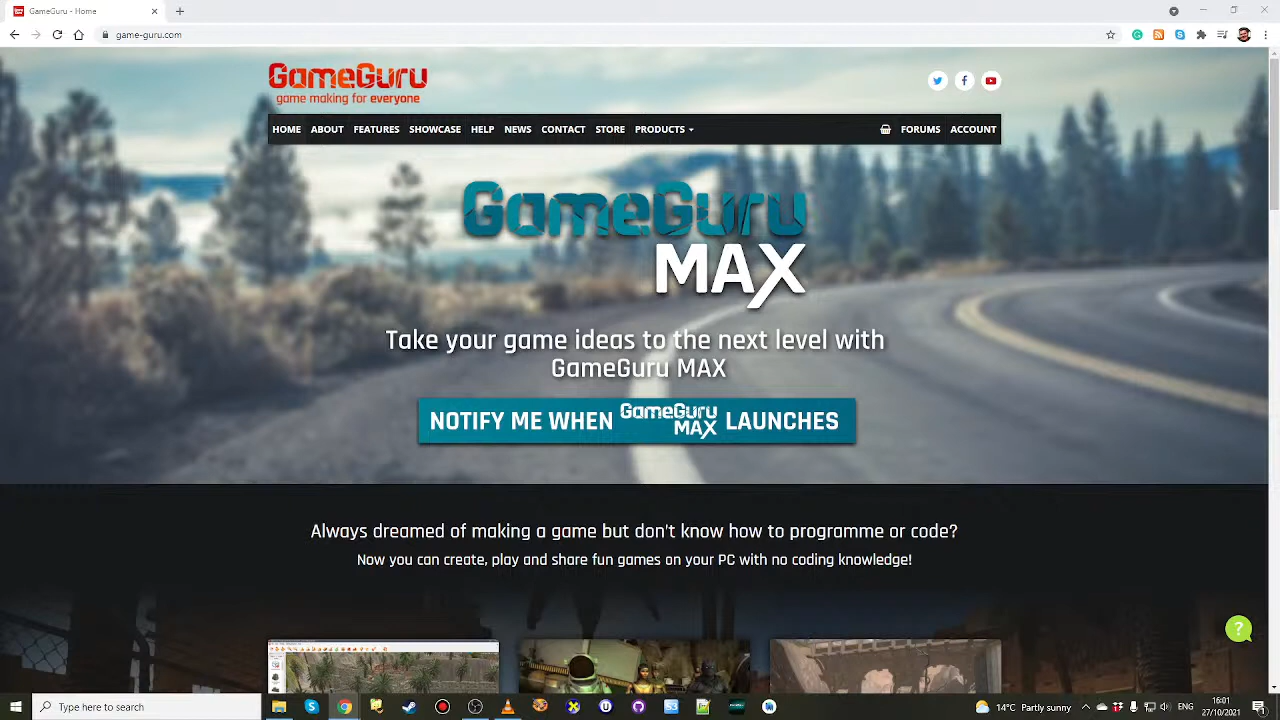 GameGuru - Home
game-guru.com
GameGuru
game making for everyone
HOME ABOUT FEATURES SHOWCASE HELP NEWS CONTACT STORE PRODUCTS FORUMS ACCOUNT
GameGuru
MAX
Take your game ideas to the next level with
GameGuru MAX
NOTIFY ME WHEN GameGuru MAX LAUNCHES
Always dreamed of making a game but don't know how to programme or code?
Now you can create, play and share fun games on your PC with no coding knowledge!
?
Type here to search
14°C Partly sunny
16:01
27/10/2021